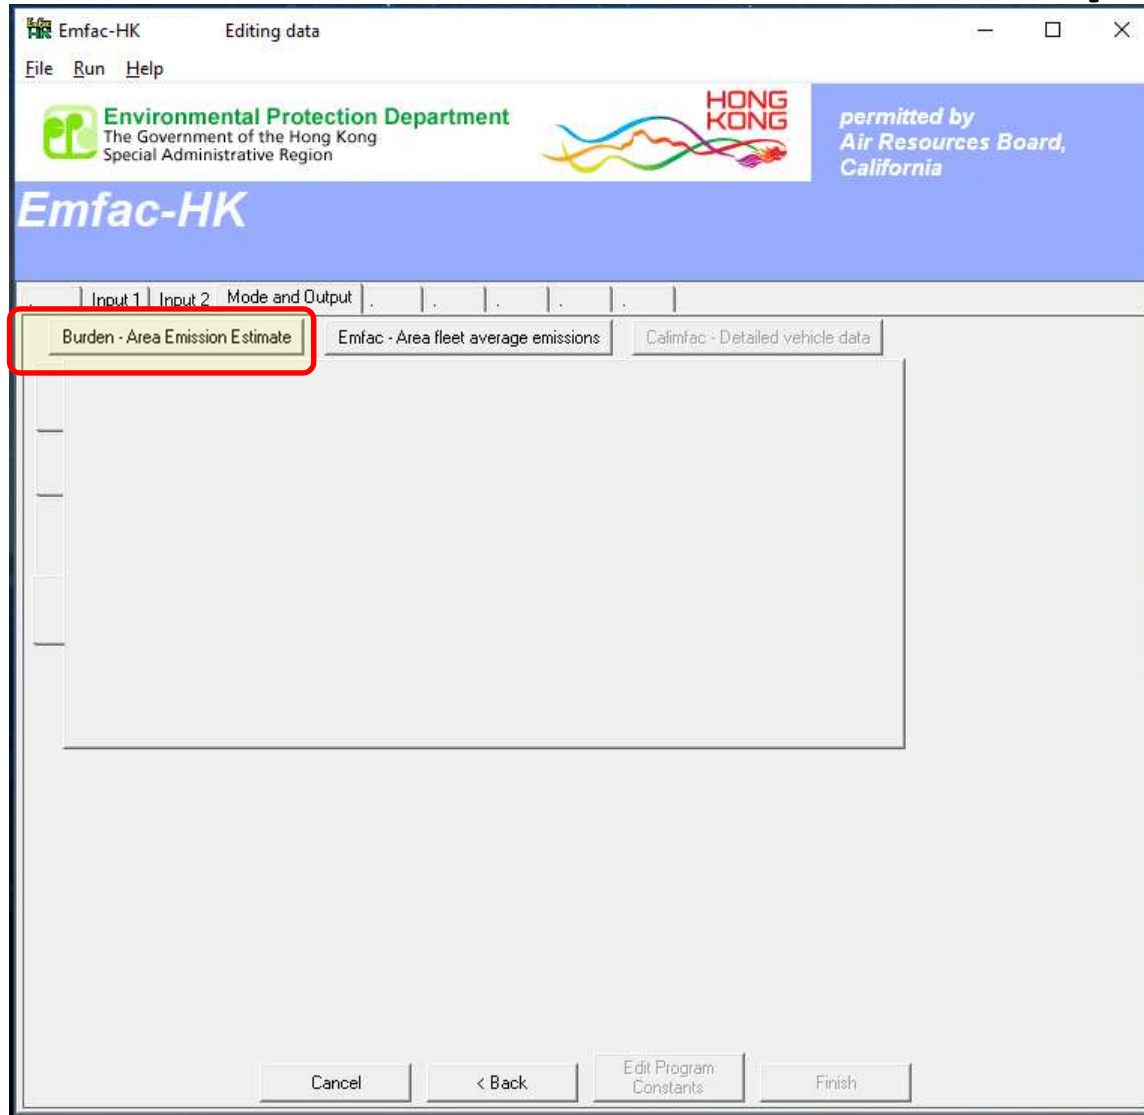 Emfac-HK Editing data
File Run Help
Environmental Protection Department
The Government of the Hong Kong
Special Administrative Region
HONG
KONG
permitted by
Air Resources Board,
California
Emfac-HK
. Input 1 Input 2 Mode and Output . . . . .
Burden - Area Emission Estimate Emfac - Area fleet average emissions Calimfac - Detailed vehicle data
Cancel < Back Edit Program
Constants Finish